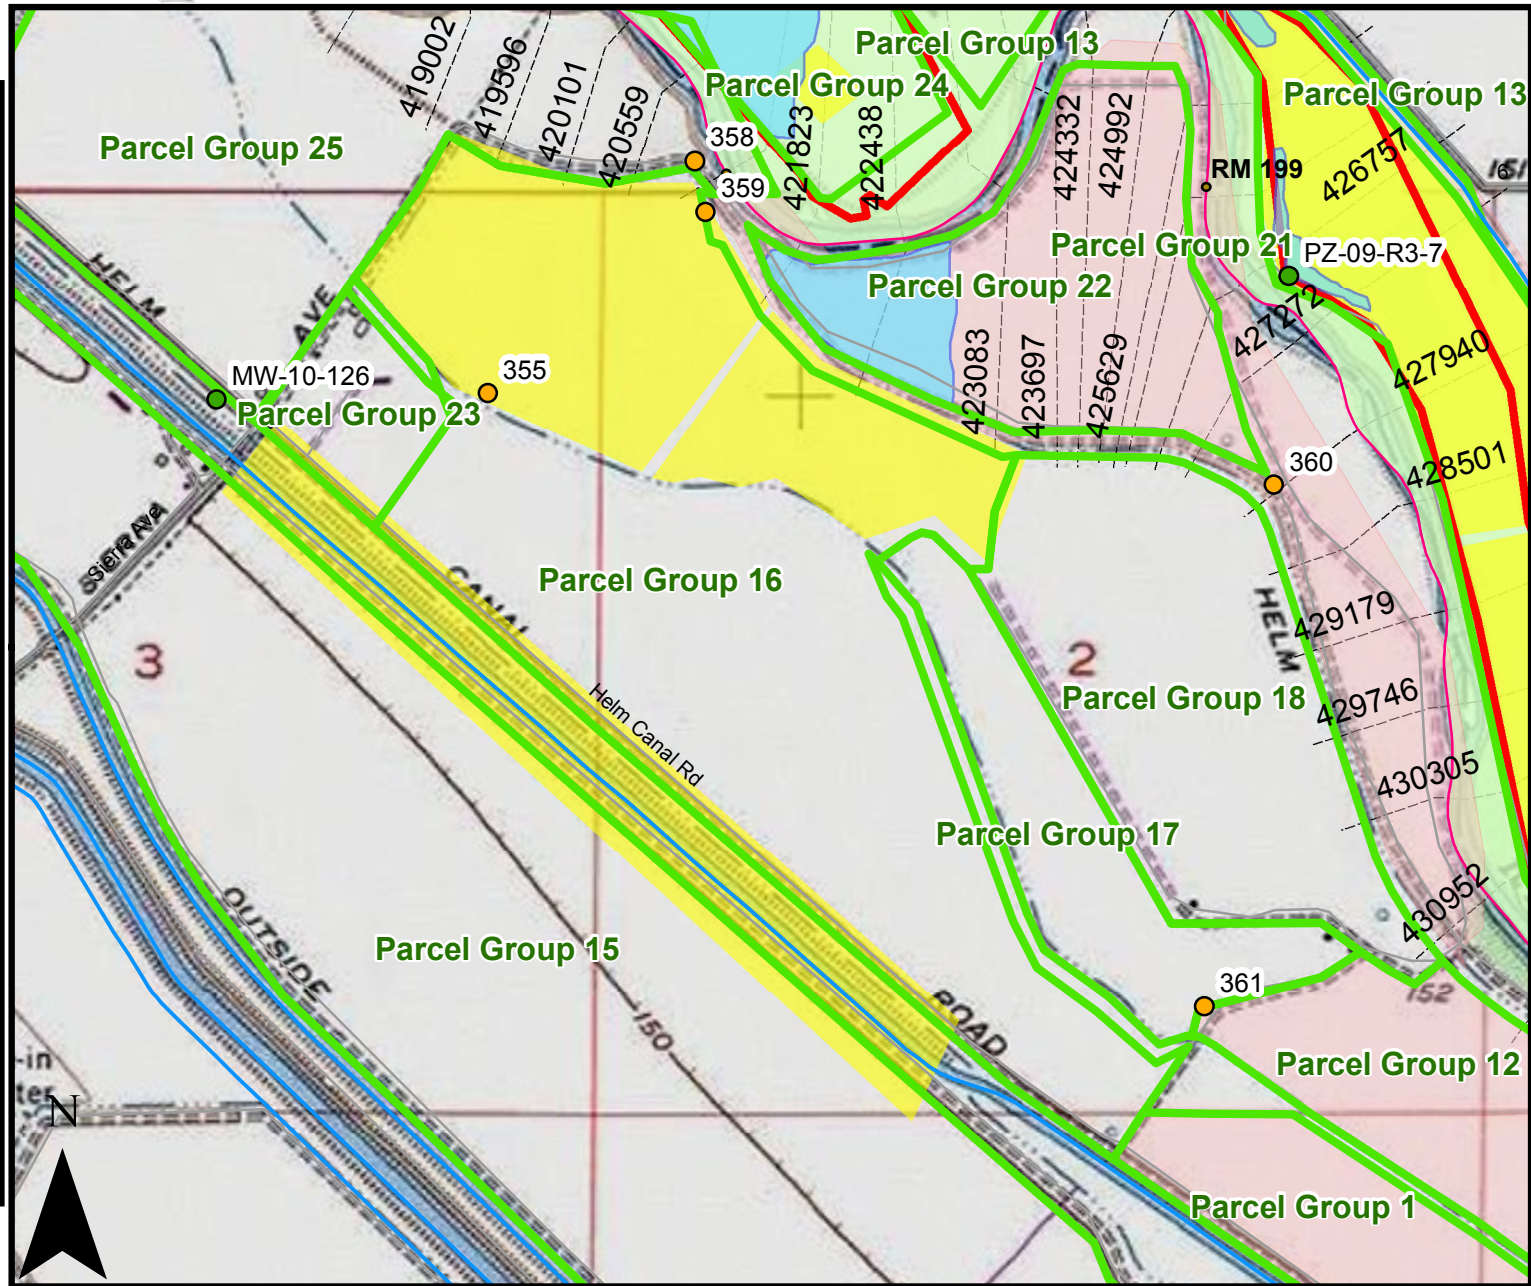 Parcel Group 13
419002
419596
420101
420559
Parcel Group 24
Parcel Group 13
421823
422438
424332
424992
426757
Parcel Group 25
358
359
RM 199
6
Parcel Group 21
PZ-09-R3-7
Parcel Group 22
HELM
AVE
427272
423083
423697
425629
427940
MW-10-126
355
Parcel Group 23
428501
360
Sierra Ave
CANAL
Parcel Group 16
HELM
429179
3
2
Helm Canal Rd
Parcel Group 18
429746
430305
Parcel Group 17
430952
OUTSIDE
Parcel Group 15
361
152
ROAD
150
-in
ter
Parcel Group 12
N
Parcel Group 1